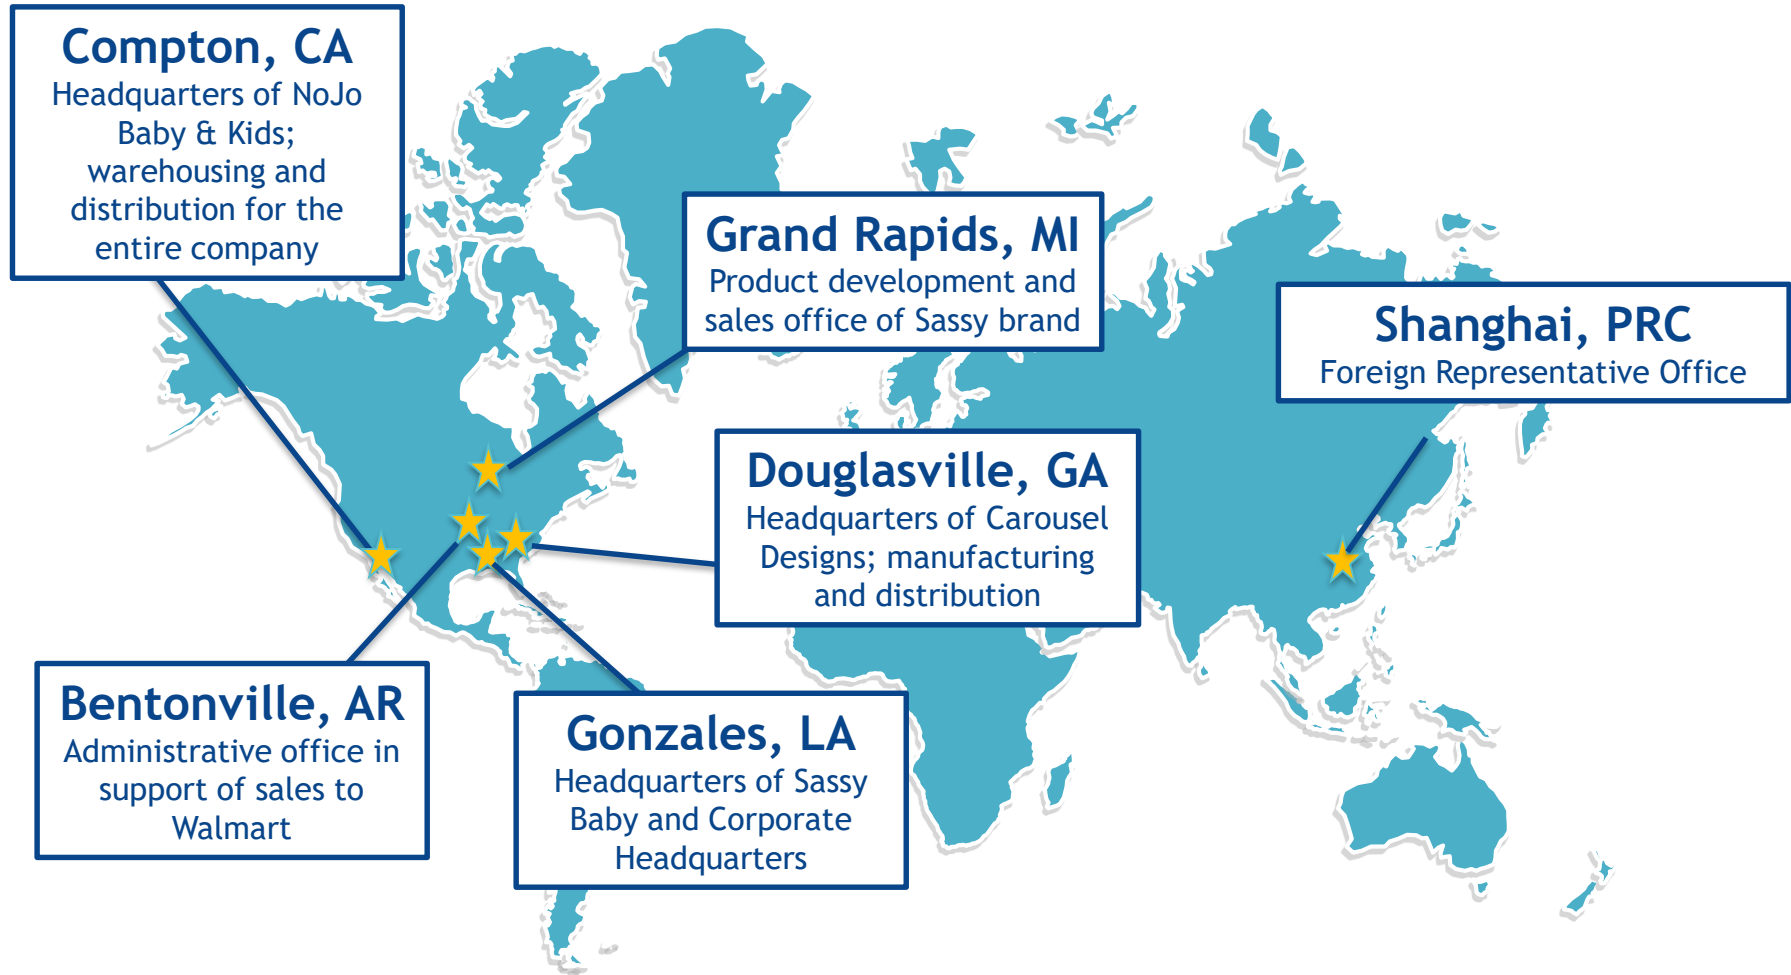 Compton, CA
Headquarters of NoJo
Baby & Kids;
warehousing and
distribution for the
entire company
Grand Rapids, MI
Product development and
sales office of Sassy brand
Shanghai, PRC
Foreign Representative Office
Douglasville, GA
Headquarters of Carousel
Designs; manufacturing
and distribution
Bentonville, AR
Administrative office in
support of sales to
Walmart
Gonzales, LA
Headquarters of Sassy
Baby and Corporate
Headquarters